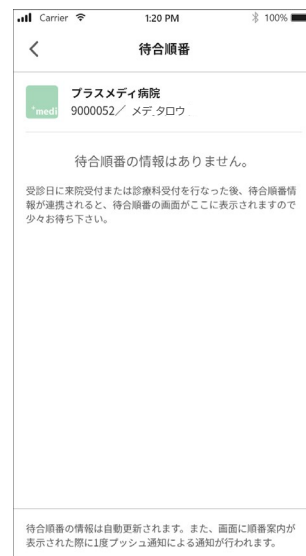 Carrier 1:20 PM 100%
待合順番
プラスメディ病院
+medi 9000052／ メデ_タロウ
待合順番の情報はありません。
受診日に来院受付または診療科受付を行なった後、待合順番情
報が連携されると、待合順番の画面がここに表示されますので
少々お待ち下さい。
待合順番の情報は自動更新されます。また、画面に順番案内が
表示された際に1度プッシュ通知による通知が行われます。